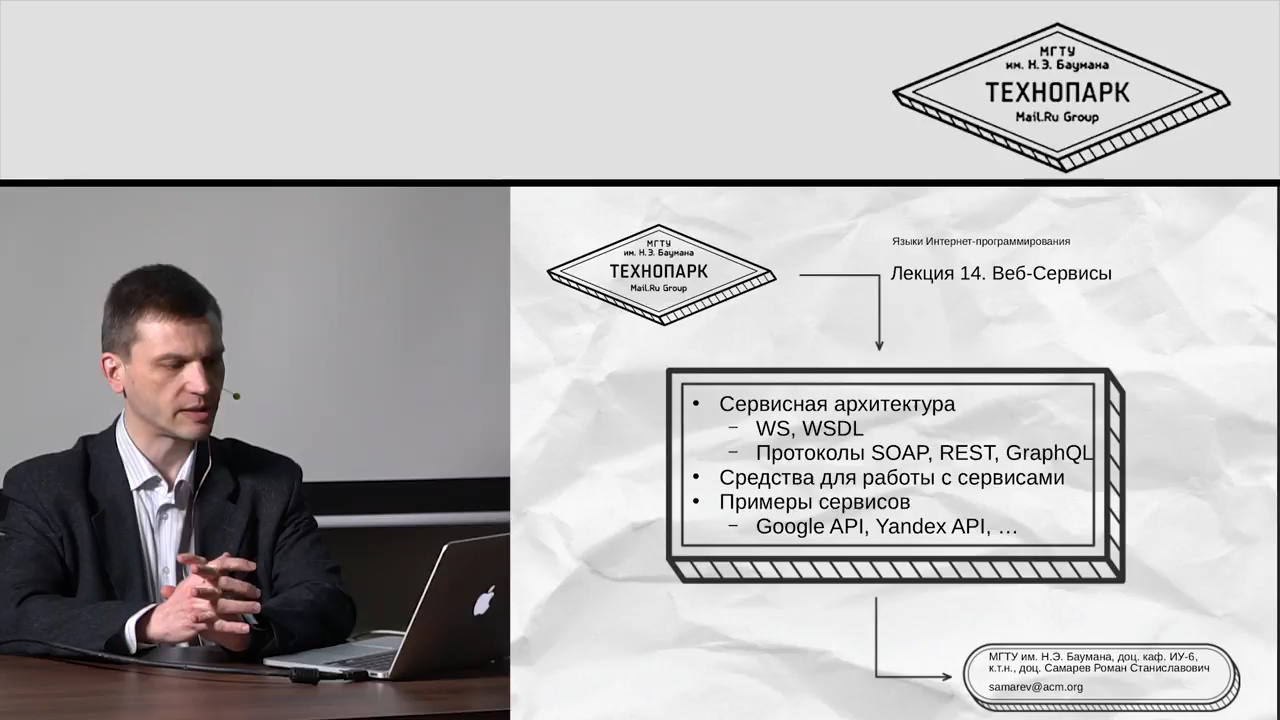 МГТУ
им. Н.Э. Баумана
ТЕХНОПАРК
Mail.Ru Group
МГТУ
им. Н.Э. Баумана
ТЕХНОПАРК
Mail.Ru Group
Языки Интернет-программирования
Лекция 14. Веб-Сервисы
• Сервисная архитектура
– WS, WSDL
– Протоколы SOAP, REST, GraphQL
• Средства для работы с сервисами
• Примеры сервисов
– Google API, Yandex API, …
МГТУ им. Н.Э. Баумана, доц. каф. ИУ-6,
к.т.н., доц. Самарев Роман Станиславович
samarev@acm.org